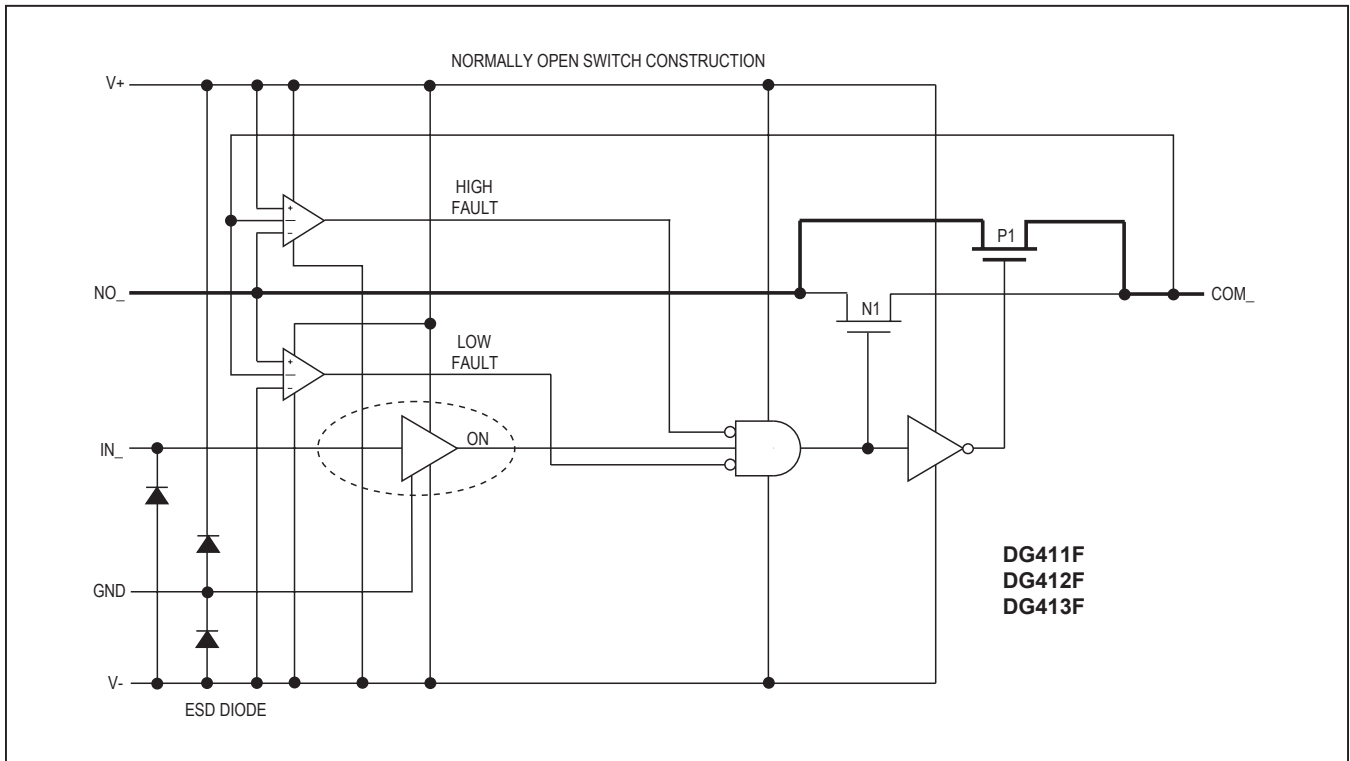 NORMALLY OPEN SWITCH CONSTRUCTION
V+
HIGH
FAULT
+
−
−
P1
NO_
COM_
N1
LOW
FAULT
+
−
−
IN_
ON
GND
DG411F
DG412F
DG413F
V-
ESD DIODE